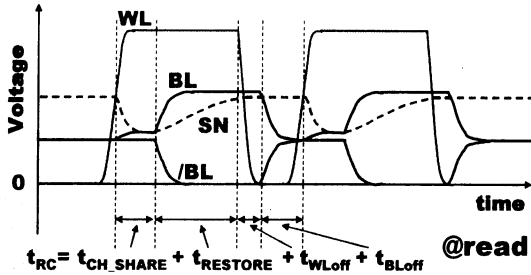 WL
BL
Voltage
SN
/BL
0
time
@read
tRC= tCH_SHARE + tRESTORE + tWLoff + tBLoff